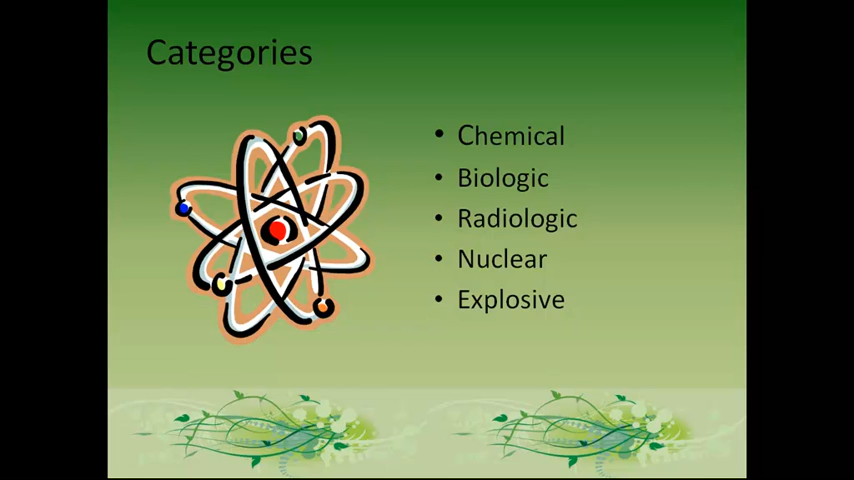 Categories
• Chemical
• Biologic
• Radiologic
• Nuclear
• Explosive